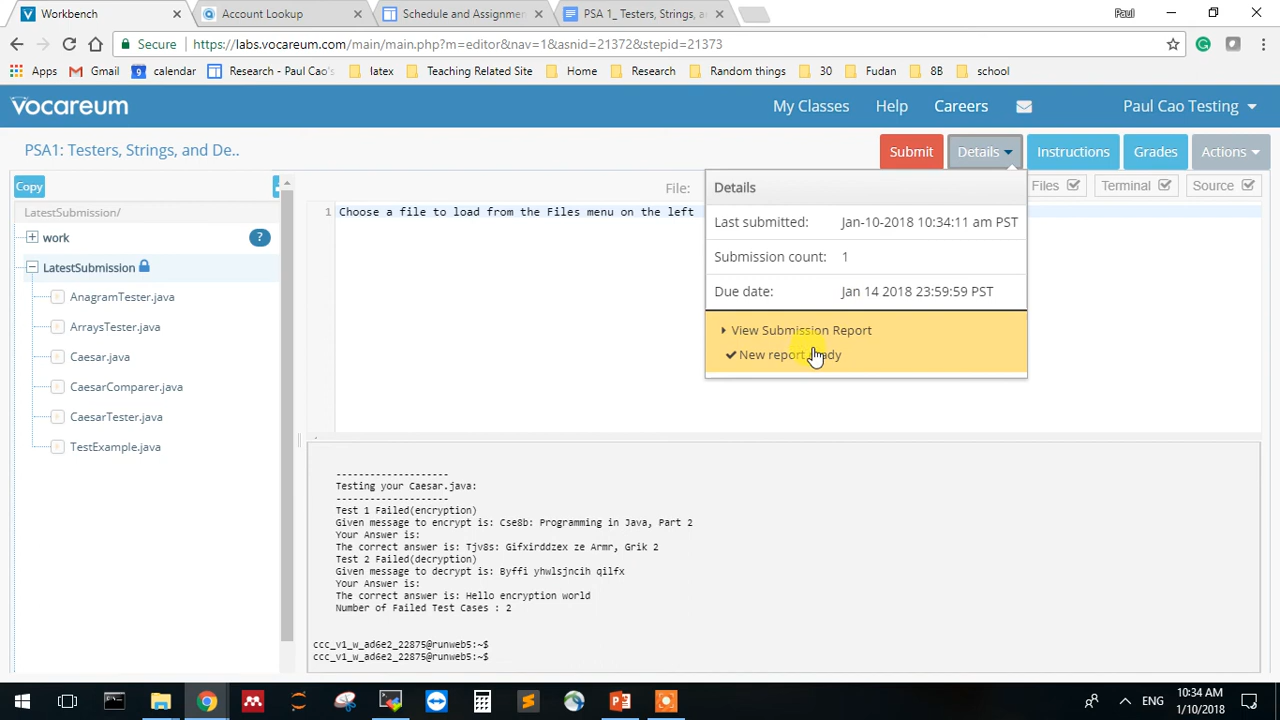 Workbench
Account Lookup
Schedule and Assignme
PSA 1_ Testers, Strings, a
Paul
Secure
https://labs.vocareum.com/main/main.php?m=editor&nav=1&asnid=21372&stepid=21373
Apps
Gmail
9
calendar
Research - Paul Cao's
latex
Teaching Related Site
Home
Research
Random things
30
Fudan
8B
school
vocareum
My Classes
Help
Careers
Paul Cao Testing
PSA1: Testers, Strings, and De..
Submit
Details
Instructions
Grades
Actions
Copy
File:
Details
Files
Terminal
Source
LatestSubmission/
1
Choose a file to load from the Files menu on the left
Last submitted:
Jan-10-2018 10:34:11 am PST
work
?
Submission count:
1
LatestSubmission
Due date:
Jan 14 2018 23:59:59 PST
AnagramTester.java
ArraysTester.java
View Submission Report
Caesar.java
New report
CaesarComparer.java
CaesarTester.java
TestExample.java
--------------------
Testing your Caesar.java:
--------------------
Test 1 Failed(encryption)
Given message to encrypt is: Cse8b: Programming in Java, Part 2
Your Answer is:
The correct answer is: Tjv8s: Gifxirddzex ze Armr, Grik 2
Test 2 Failed(decryption)
Given message to decrypt is: Byffi yhwlsjncih qilfx
Your Answer is:
The correct answer is: Hello encryption world
Number of Failed Test Cases : 2
ccc_v1_w_ad6e2_22875@runweb5:~$
ccc_v1_w_ad6e2_22875@runweb5:~$
ENG
10:34 AM
1/10/2018